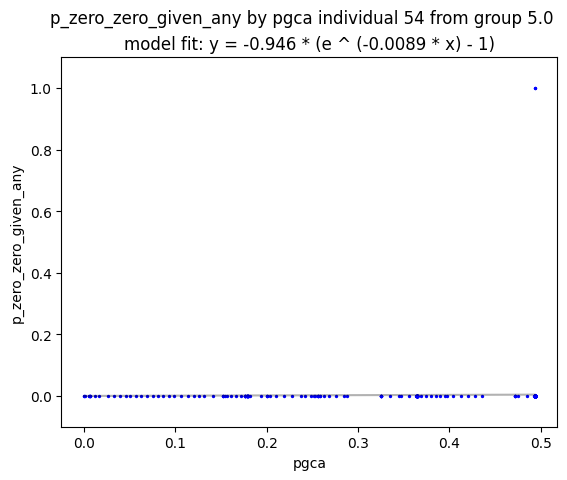 p_zero_zero_given_any by pgca individual 54 from group 5.0
model fit: y = -0.946 * (e ^ (-0.0089 * x) - 1)
1.0
0.8
0.6
0.4
0.2
0.0
p_zero_zero_given_any
0.0 0.1 0.2 0.3 0.4 0.5
pgca